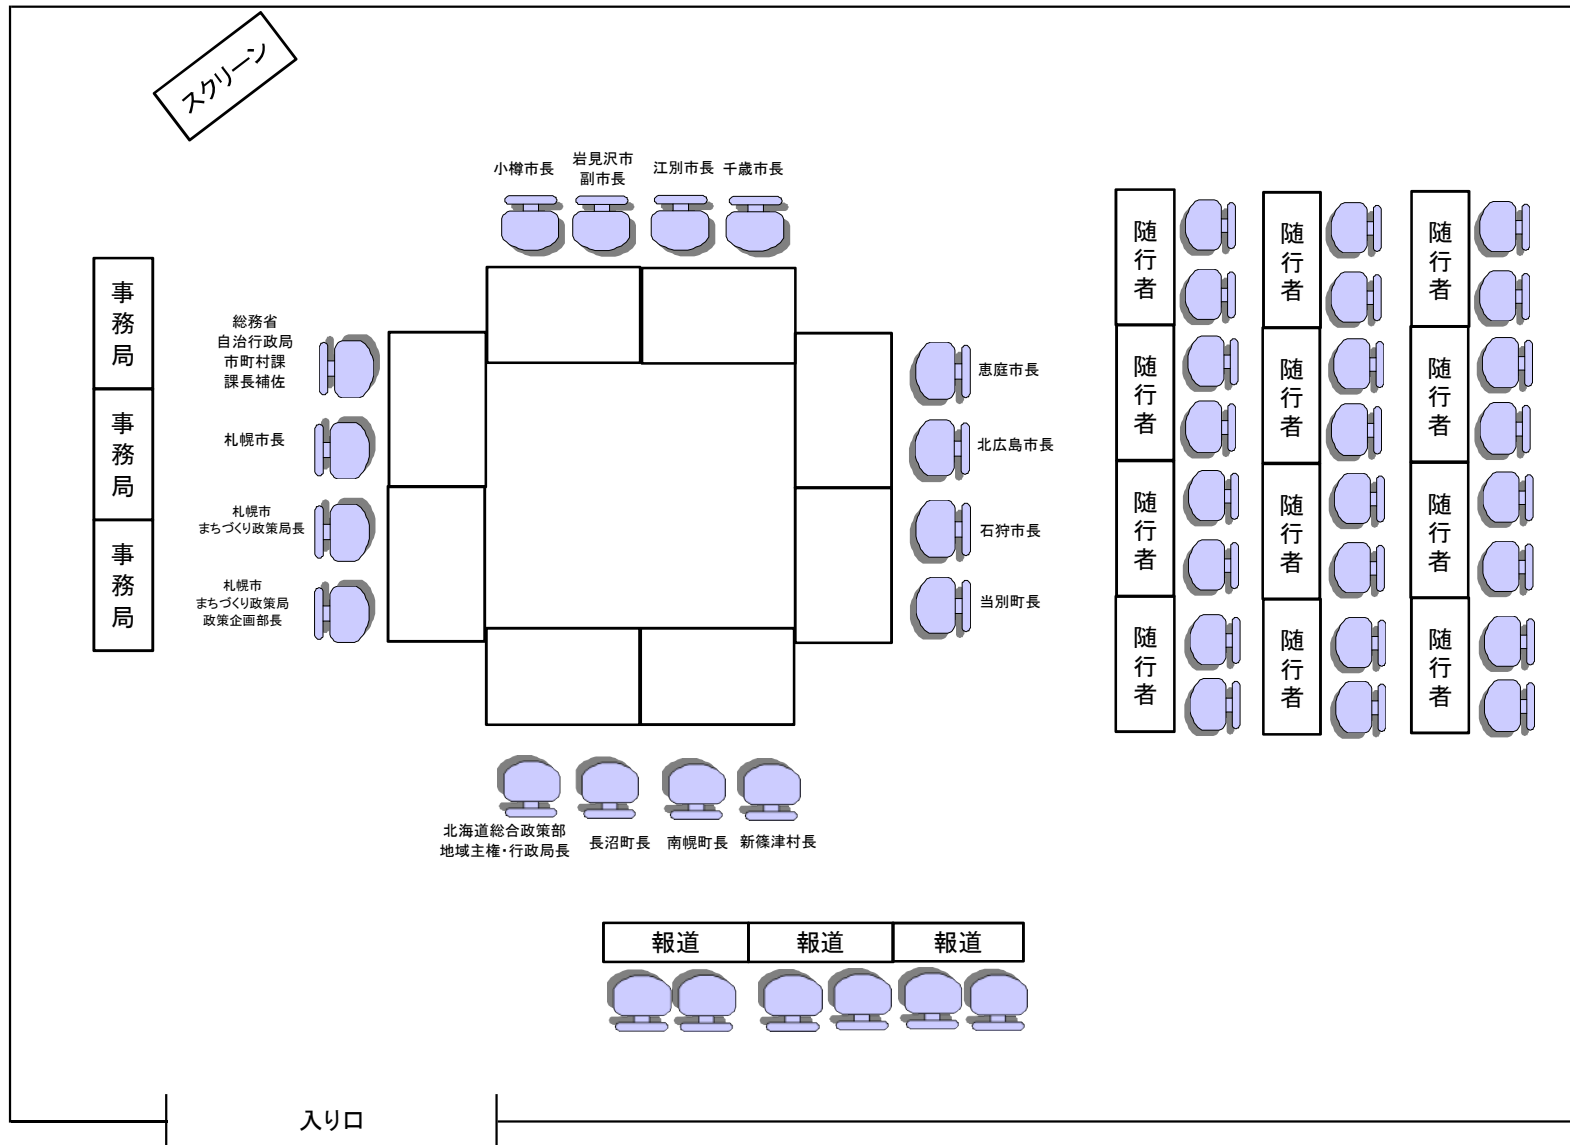 スクリーン
小樽市長
岩見沢市
副市長
江別市長
千歳市長
事務局
事務局
事務局
総務省
自治行政局
市町村課
課長補佐
札幌市長
札幌市
まちづくり政策局長
札幌市
まちづくり政策局
政策企画部長
恵庭市長
北広島市長
石狩市長
当別町長
北海道総合政策部
地域主権・行政局長
長沼町長
南幌町長
新篠津村長
随行者
随行者
随行者
随行者
随行者
随行者
随行者
随行者
随行者
随行者
随行者
随行者
報道
報道
報道
入り口